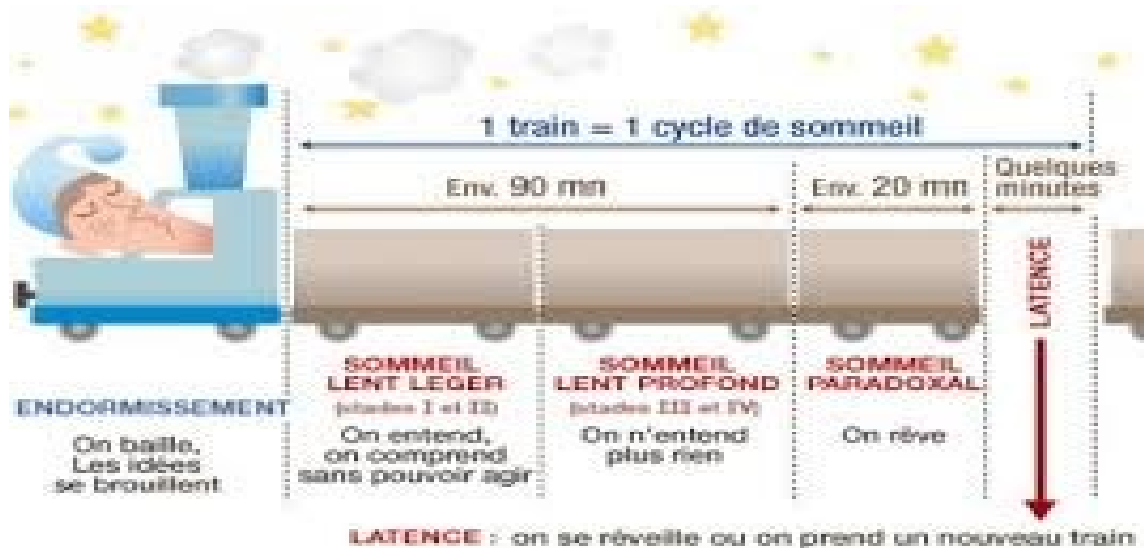 1 train = 1 cycle de sommeil
Env. 90 mn
Env. 20 mn
Quelques
minutes
LATENCE
ENDORMISSEMENT
On baille,
Les idées
se brouillent
SOMMEIL
LENT LEGER
(stades I et II)
On entend,
on comprend
sans pouvoir agir
SOMMEIL
LENT PROFOND
(stades III et IV)
On n'entend
plus rien
SOMMEIL
PARADOXAL
On rêve
LATENCE : on se réveille ou on prend un nouveau train